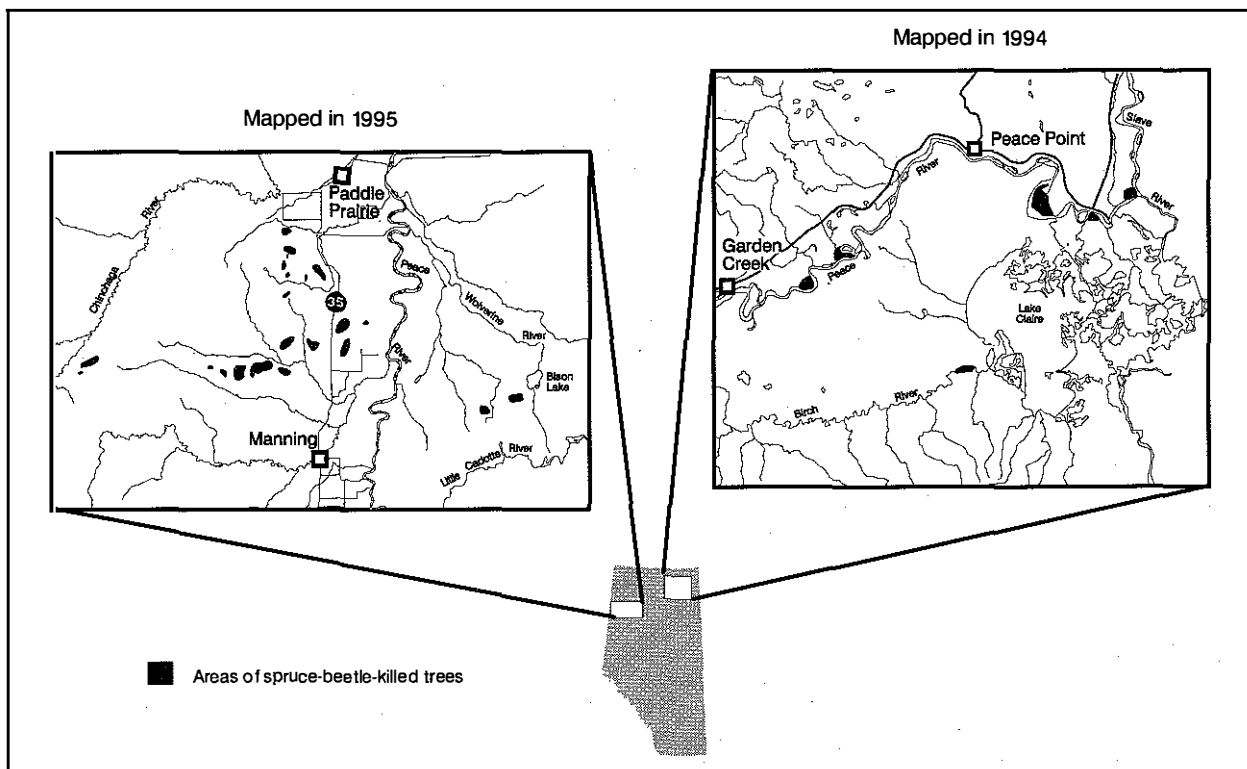 Mapped in 1994
Mapped in 1995
Paddle
Prairie
Chinchaga
River
35
Peace
River
Wolverine
River
Bison
Lake
Manning
Little Cadotte River
Peace Point
Slave
River
River
Garden
Creek
Peace
Lake
Claire
Birch
River
Areas of spruce-beetle-killed trees